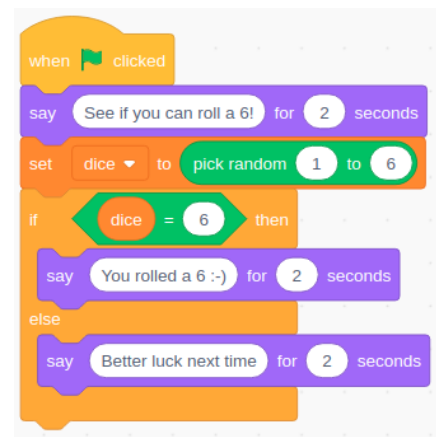 when clicked
say See if you can roll a 6! for 2 seconds
set dice to pick random 1 to 6
if dice = 6 then
say You rolled a 6 :-) for 2 seconds
else
say Better luck next time for 2 seconds